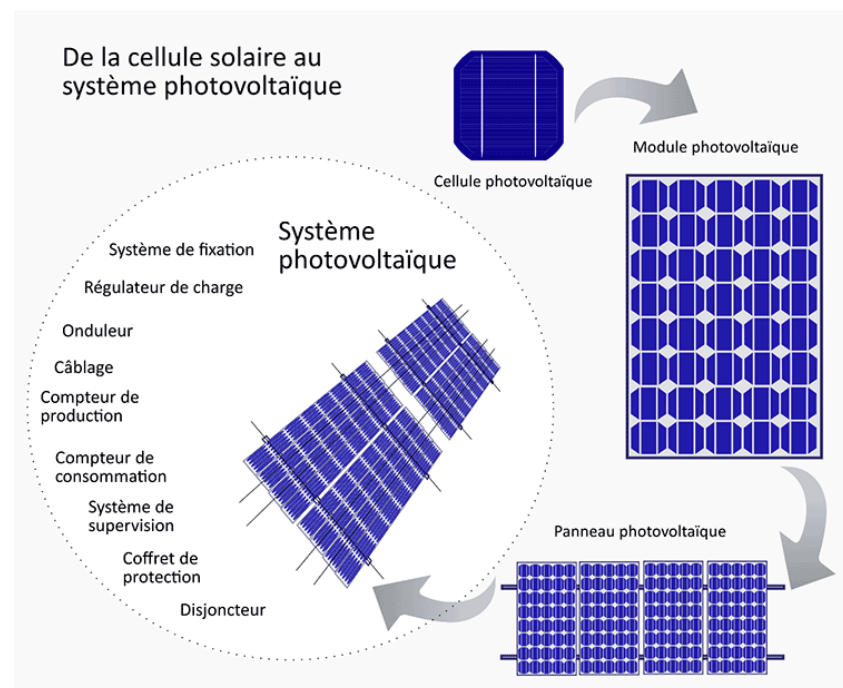 De la cellule solaire au
système photovoltaïque
Cellule photovoltaïque
Module photovoltaïque
Système
photovoltaïque
Système de fixation
Régulateur de charge
Onduleur
Câblage
Compteur de
production
Compteur de
consommation
Système de
supervision
Coffret de
protection
Disjoncteur
Panneau photovoltaïque